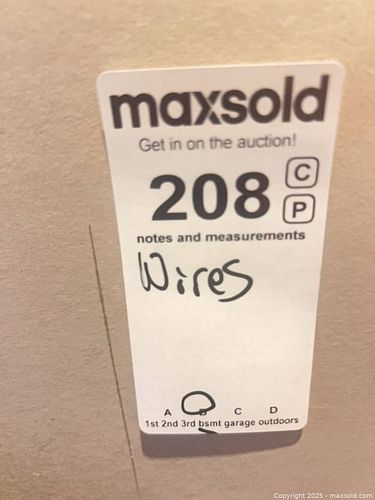 maxsold
Get in on the auction!
208 C
P
notes and measurements
Wires
A B C D
1st 2nd 3rd bsmt garage outdoors
Copyright © 2025 - maxsold.com